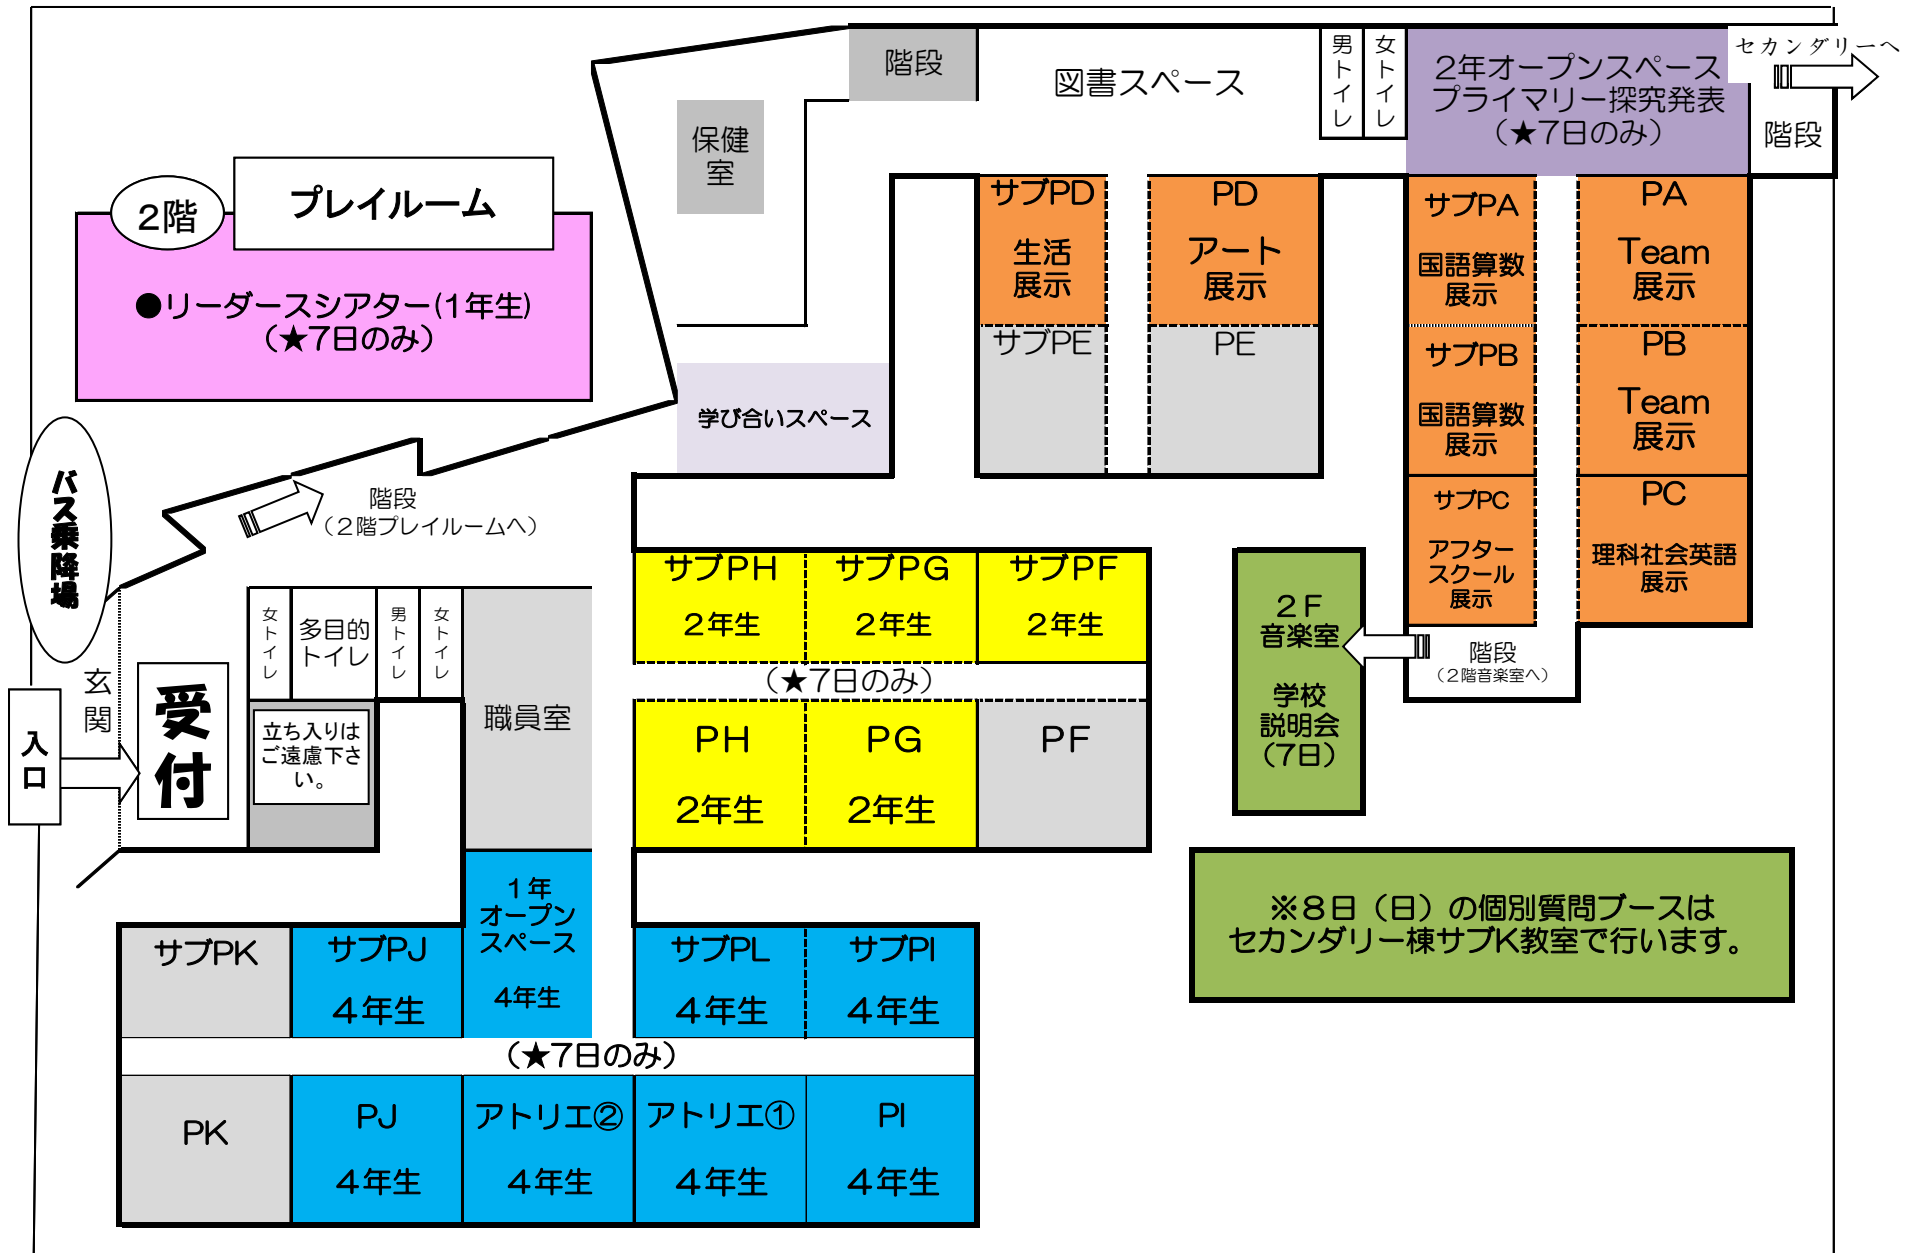 セカンダリーへ
階段
図書スペース
男トイレ
女トイレ
2年オープンスペース
プライマリー探究発表
(★7日のみ)
階段
保健
室
2階
プレイルーム
●リーダースシアター(1年生)
(★7日のみ)
サブPD
生活
展示
PD
アート
展示
サブPA
国語算数
展示
PA
Team
展示
サブPE
PE
サブPB
国語算数
展示
PB
Team
展示
学び合いスペース
バス乗降場
階段
(2階プレイルームへ)
サブPC
アフター
スクール
展示
PC
理科社会英語
展示
サブPH
2年生
サブPG
2年生
サブPF
2年生
(★7日のみ)
PH
2年生
PG
2年生
PF
2F
音楽室
学校
説明会
(7日)
階段
(2階音楽室へ)
女トイレ
多目的
トイレ
男トイレ
女トイレ
職員室
玄
関
受
付
入
口
立ち入りは
ご遠慮下さ
い。
1年
オープン
スペース
4年生
※8日(日)の個別質問ブースは
セカンダリー棟サブK教室で行います。
サブPK
サブPJ
4年生
サブPL
4年生
サブPI
4年生
(★7日のみ)
PK
PJ
4年生
アトリエ②
4年生
アトリエ①
4年生
PI
4年生